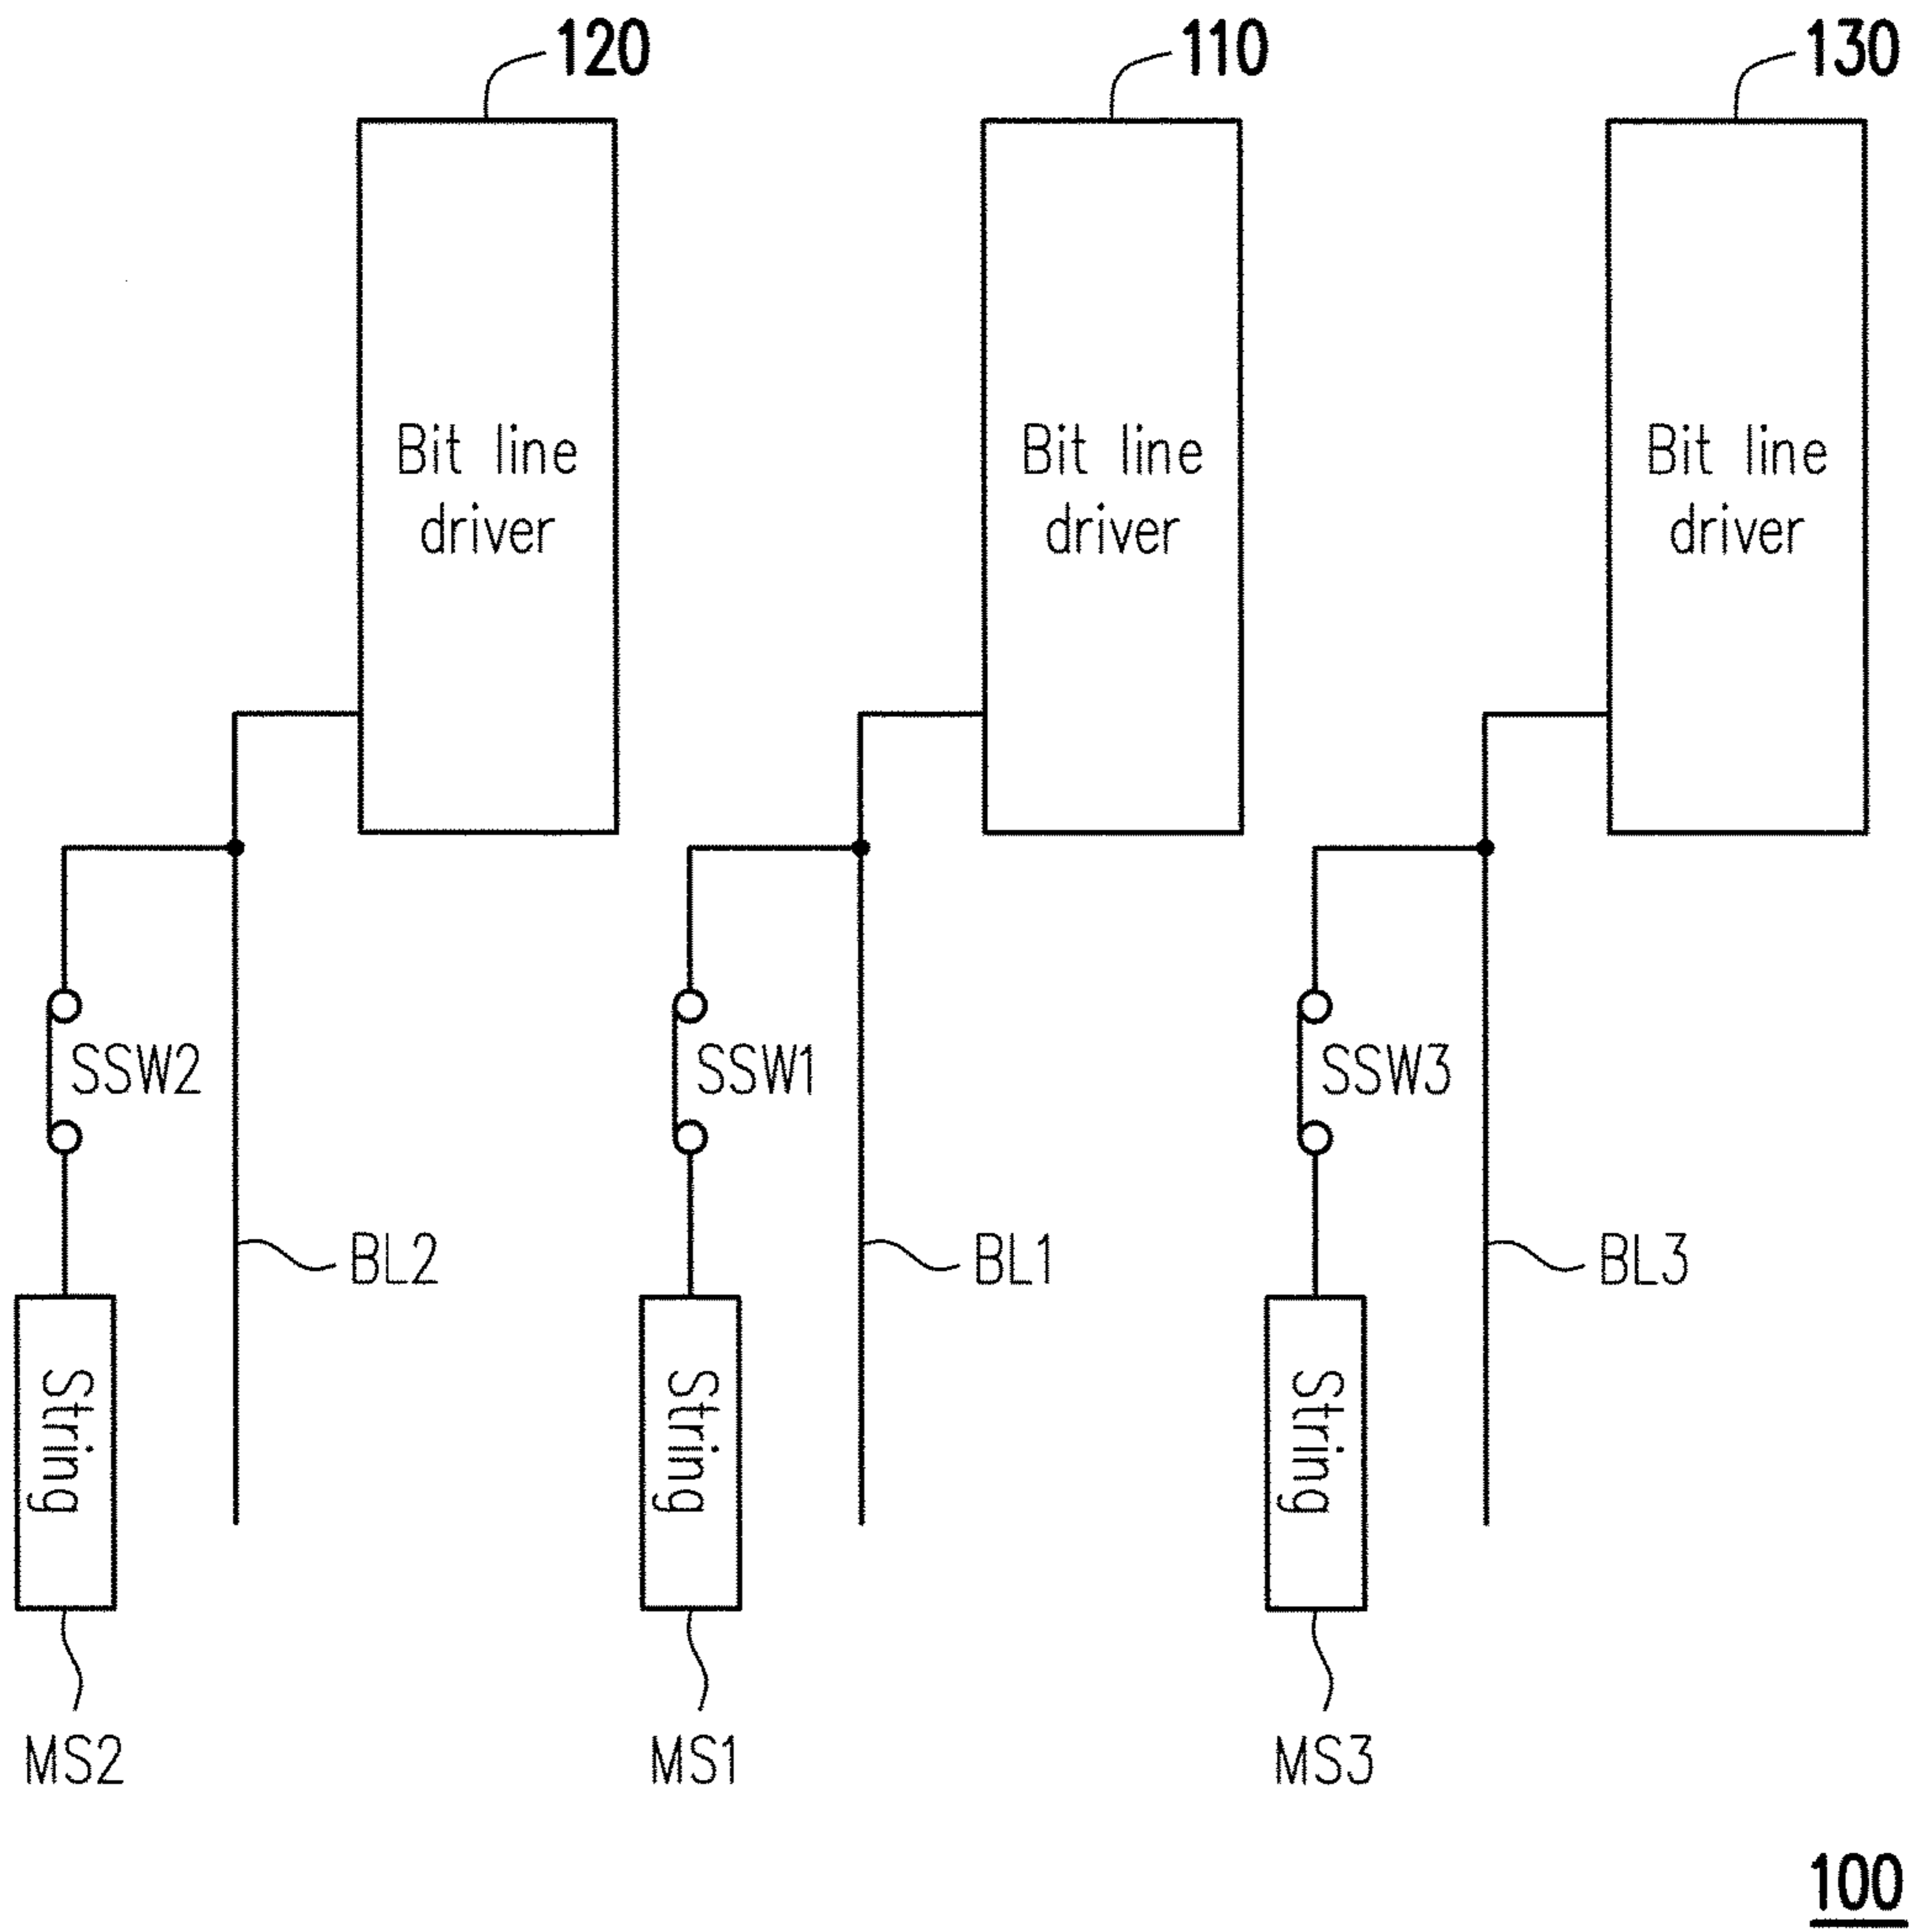 120
110
130
Bit line
driver
Bit line
driver
Bit line
driver
SSW2
SSW1
SSW3
BL2
BL1
BL3
String
String
String
MS2
MS1
MS3
100